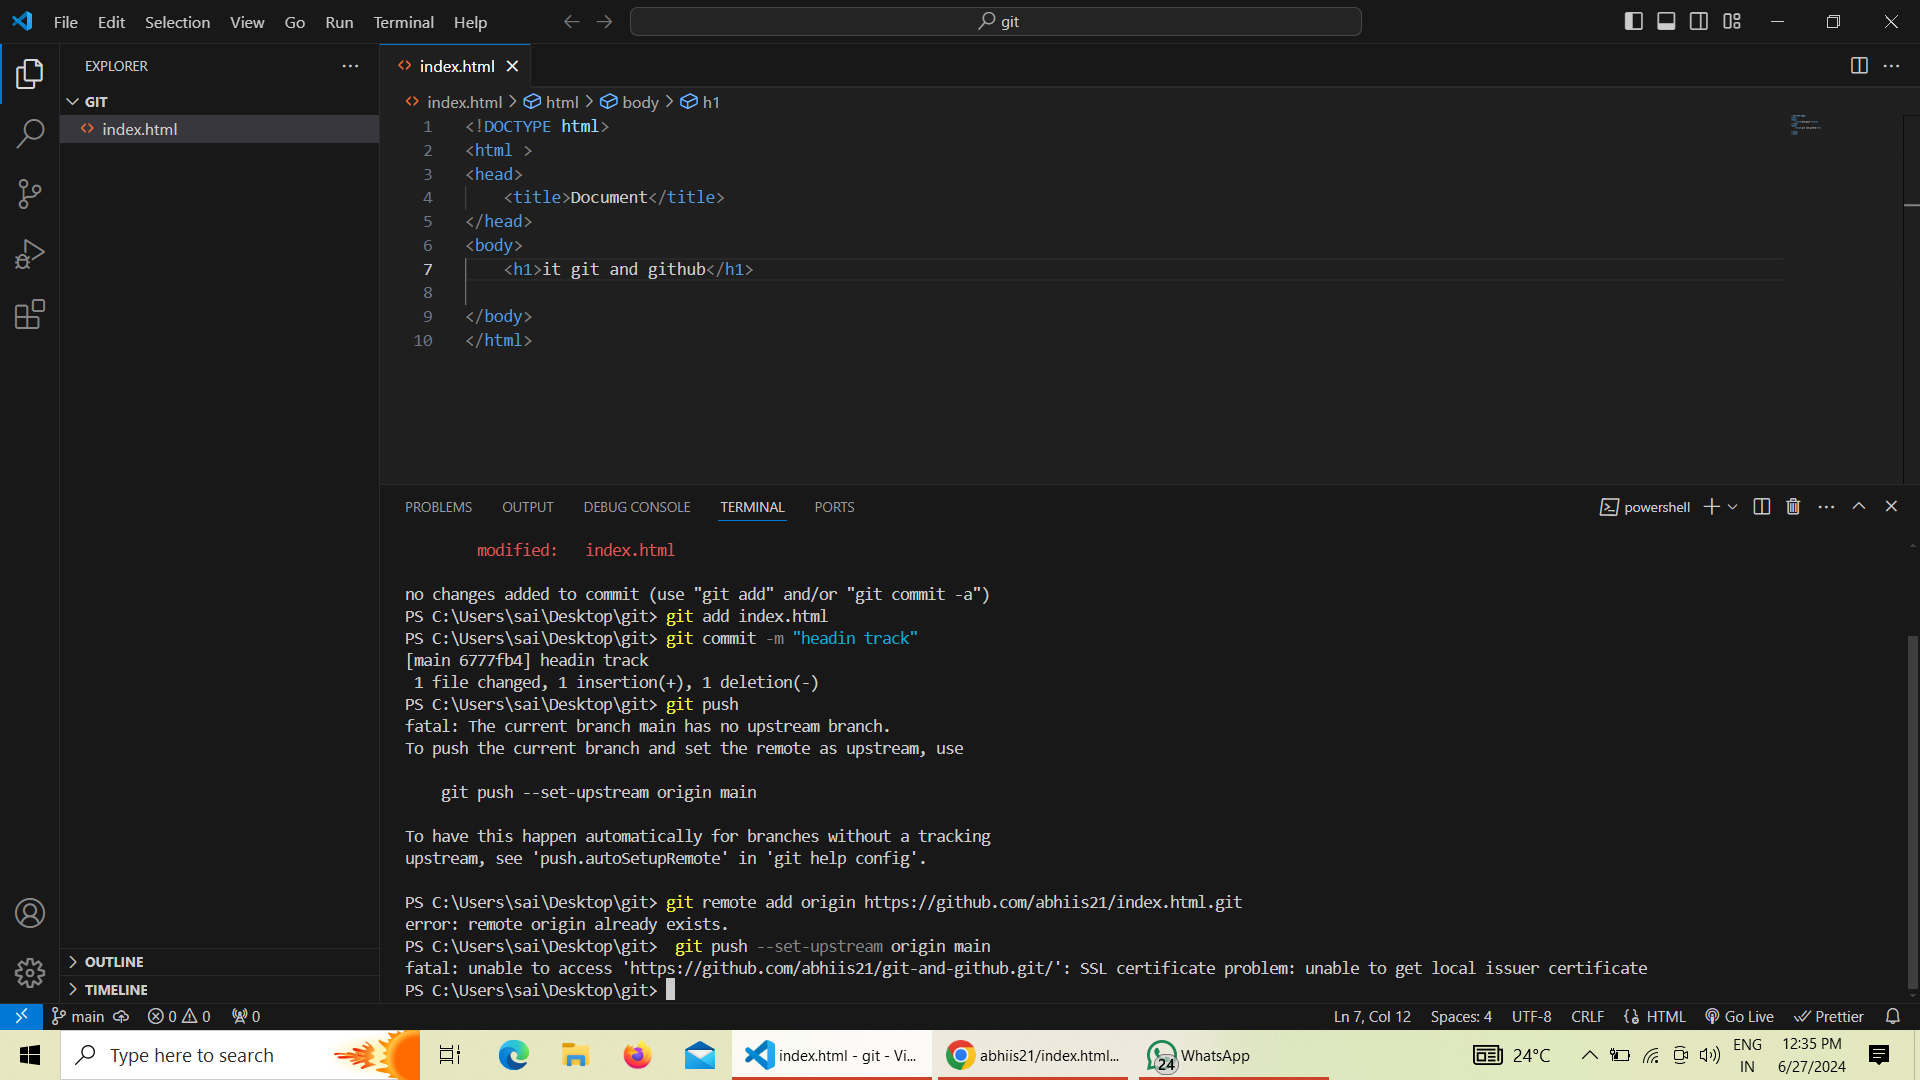 File Edit Selection View Go Run Terminal Help
git
EXPLORER
GIT
index.html
index.html
index.html > html > body > h1
1 <!DOCTYPE html>
2 <html >
3 <head>
4 <title>Document</title>
5 </head>
6 <body>
7 <h1>it git and github</h1>
8
9 </body>
10 </html>
PROBLEMS OUTPUT DEBUG CONSOLE TERMINAL PORTS
powershell
modified: index.html
no changes added to commit (use "git add" and/or "git commit -a")
PS C:\Users\sai\Desktop\git> git add index.html
PS C:\Users\sai\Desktop\git> git commit -m "headin track"
[main 6777fb4] headin track
1 file changed, 1 insertion(+), 1 deletion(-)
PS C:\Users\sai\Desktop\git> git push
fatal: The current branch main has no upstream branch.
To push the current branch and set the remote as upstream, use
git push --set-upstream origin main
To have this happen automatically for branches without a tracking
upstream, see 'push.autoSetupRemote' in 'git help config'.
PS C:\Users\sai\Desktop\git> git remote add origin https://github.com/abhiis21/index.html.git
error: remote origin already exists.
PS C:\Users\sai\Desktop\git>  git push --set-upstream origin main
fatal: unable to access 'https://github.com/abhiis21/git-and-github.git/': SSL certificate problem: unable to get local issuer certificate
PS C:\Users\sai\Desktop\git>
OUTLINE
TIMELINE
main 0 0 0
Ln 7, Col 12 Spaces: 4 UTF-8 CRLF HTML Go Live Prettier
Type here to search
index.html - git - Vi...
abhiis21/index.html...
24
WhatsApp
24°C
ENG
IN
12:35 PM
6/27/2024